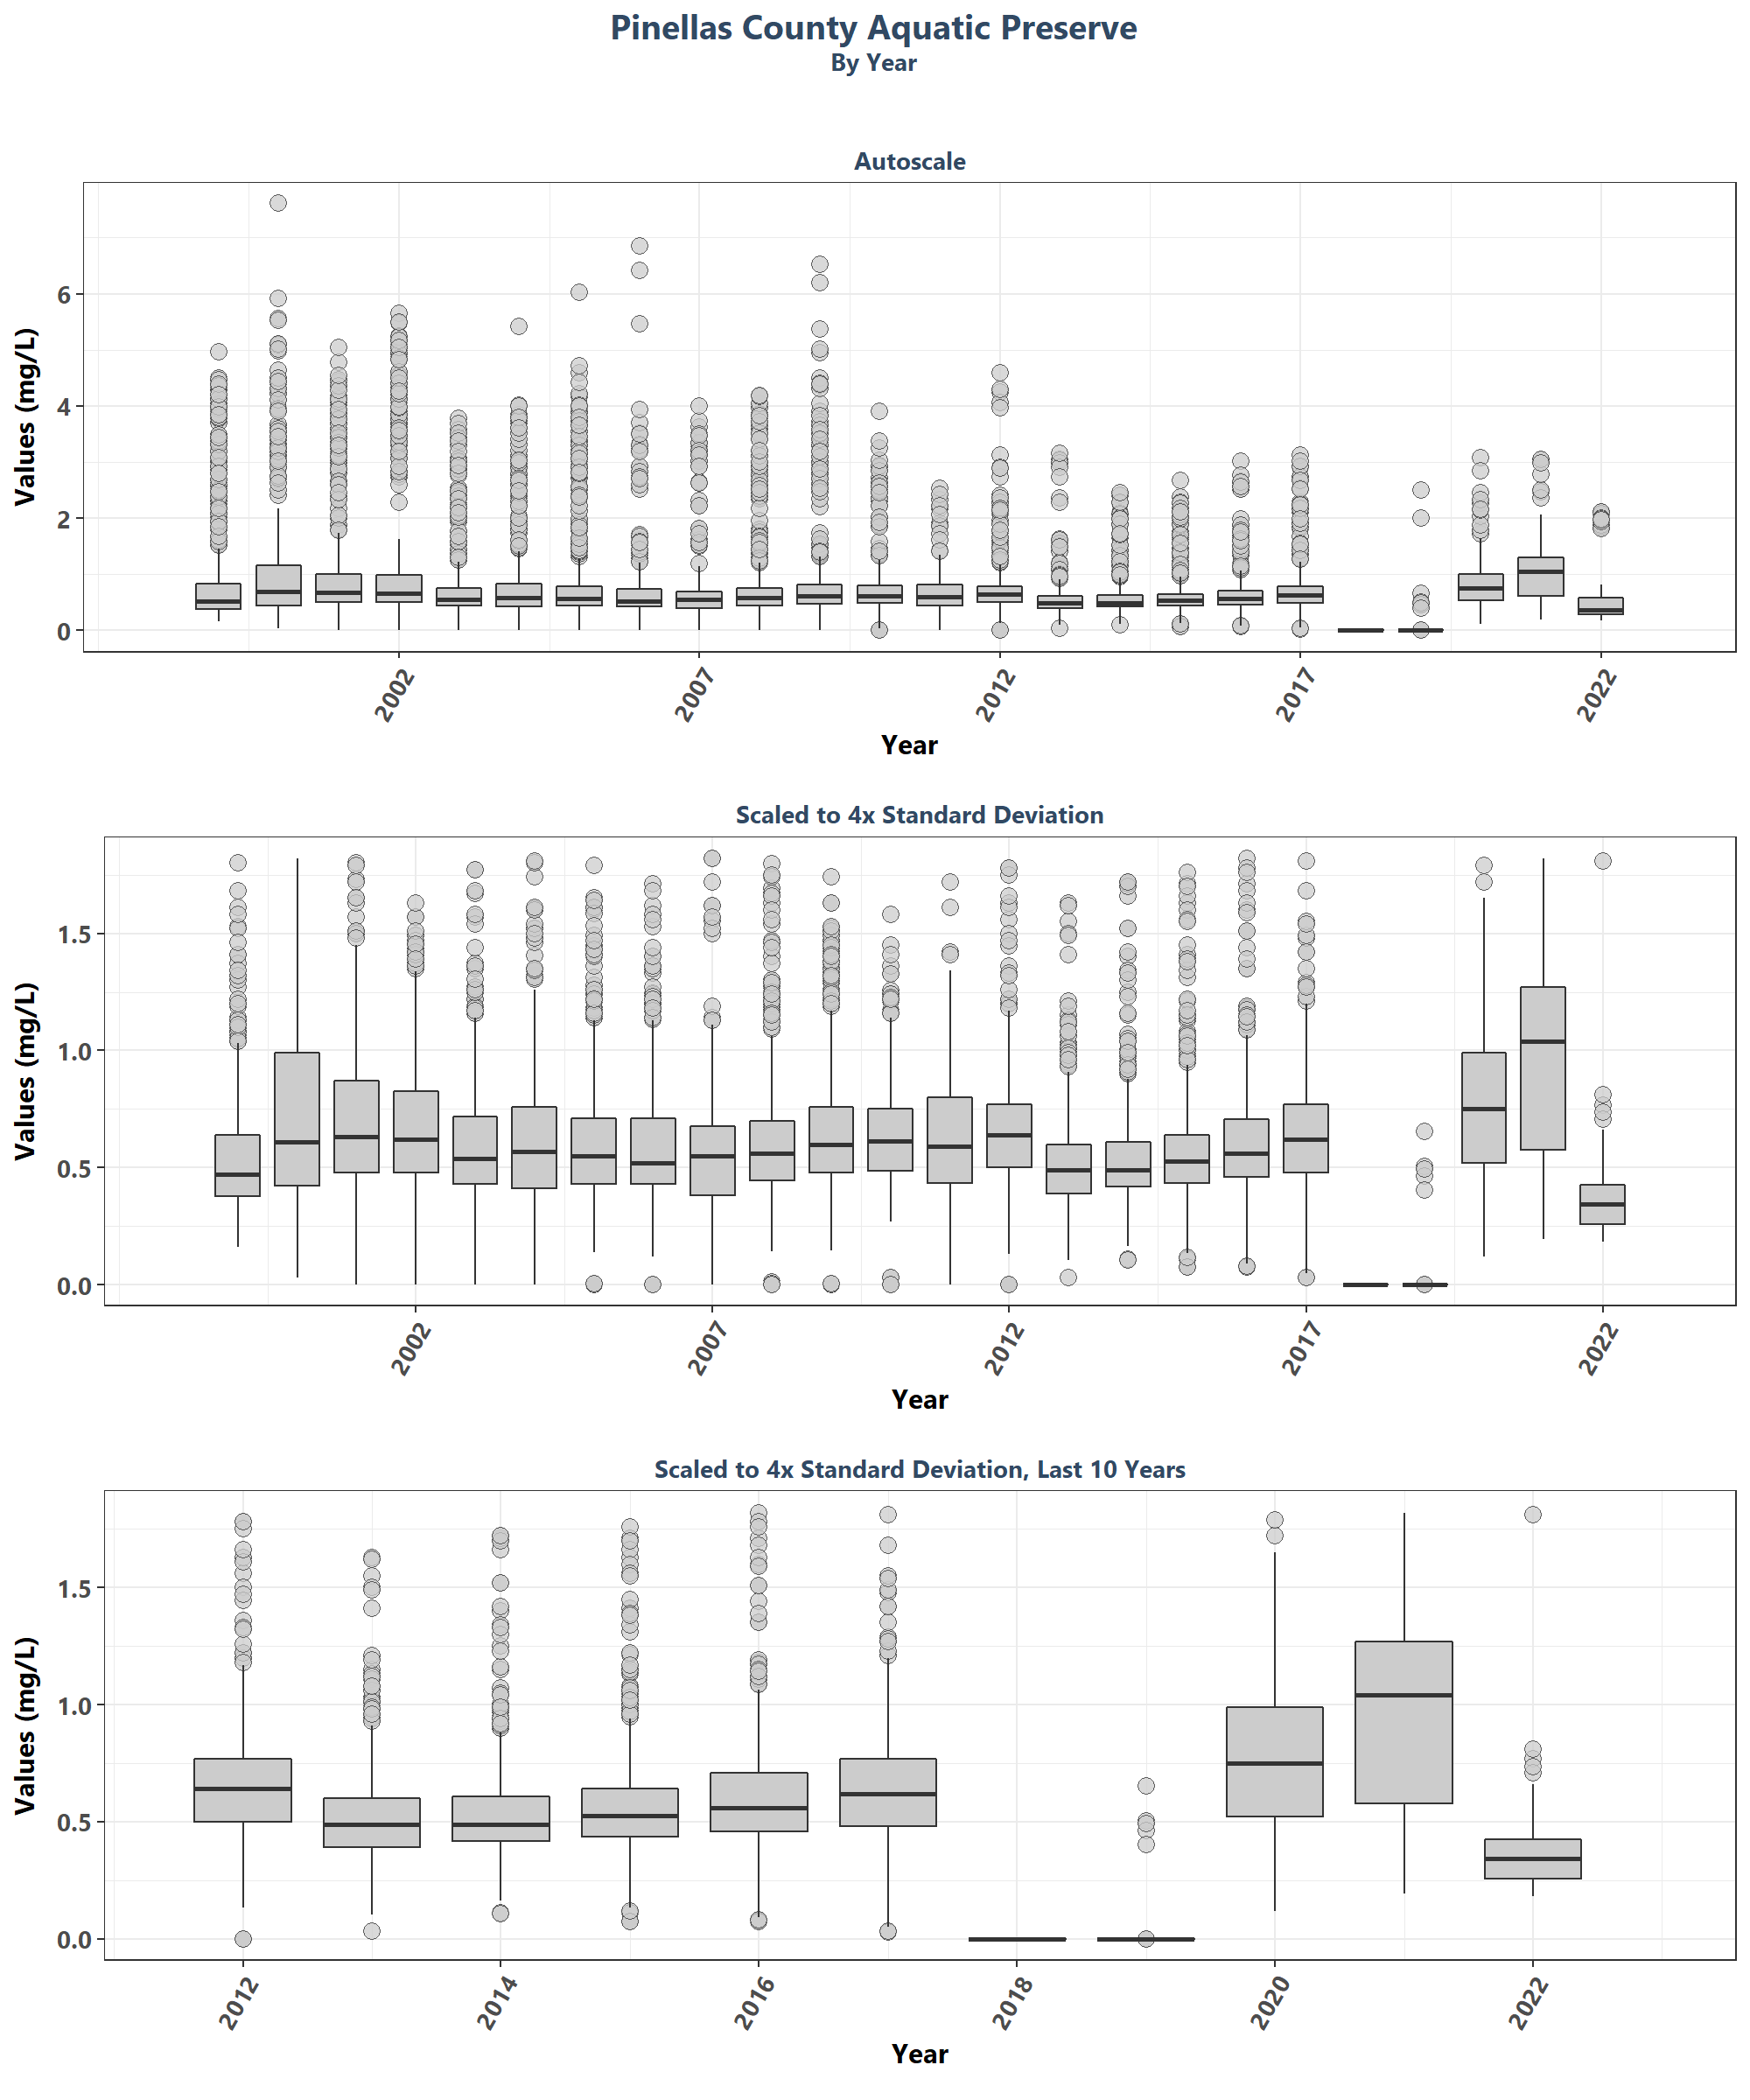 Pinellas County Aquatic Preserve
By Year
Autoscale
Values (mg/L)
6
4
2
0
2002 2007 2012 2017 2022
Year
Scaled to 4x Standard Deviation
Values (mg/L)
1.5
1.0
0.5
0.0
2002 2007 2012 2017 2022
Year
Scaled to 4x Standard Deviation, Last 10 Years
Values (mg/L)
1.5
1.0
0.5
0.0
2012 2014 2016 2018 2020 2022
Year